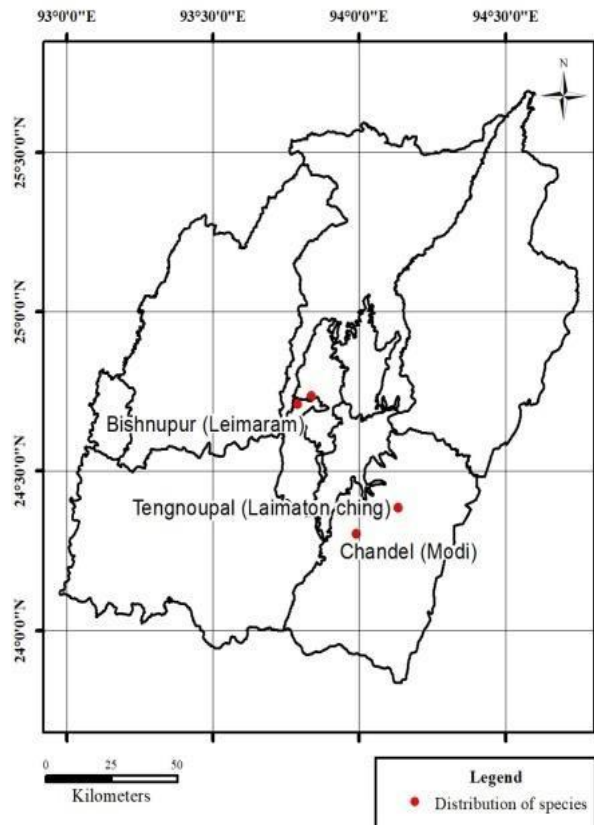 93°0'0"E 93°30'0"E 94°0'0"E 94°30'0"E
N
25°30'0"N
25°0'0"N
Bishnupur (Leimaram)
24°30'0"N
Tengnoupal (Laimaton ching)
Chandel (Modi)
24°0'0"N
0 25 50
Kilometers
Legend
Distribution of species